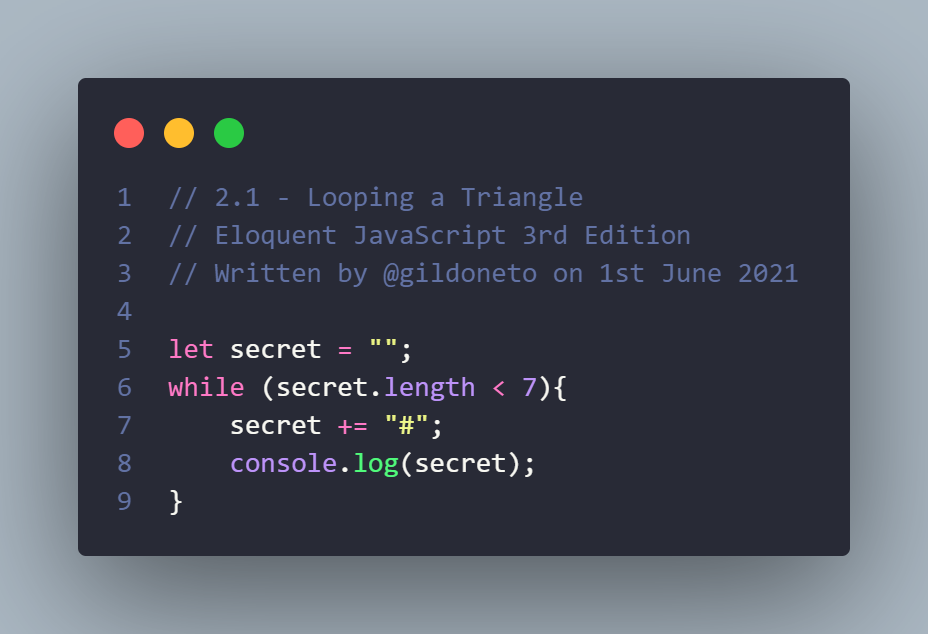 1 // 2.1 - Looping a Triangle
2 // Eloquent JavaScript 3rd Edition
3 // Written by @gildoneto on 1st June 2021
4
5 let secret = "";
6 while (secret.length < 7){
7     secret += "#";
8     console.log(secret);
9 }